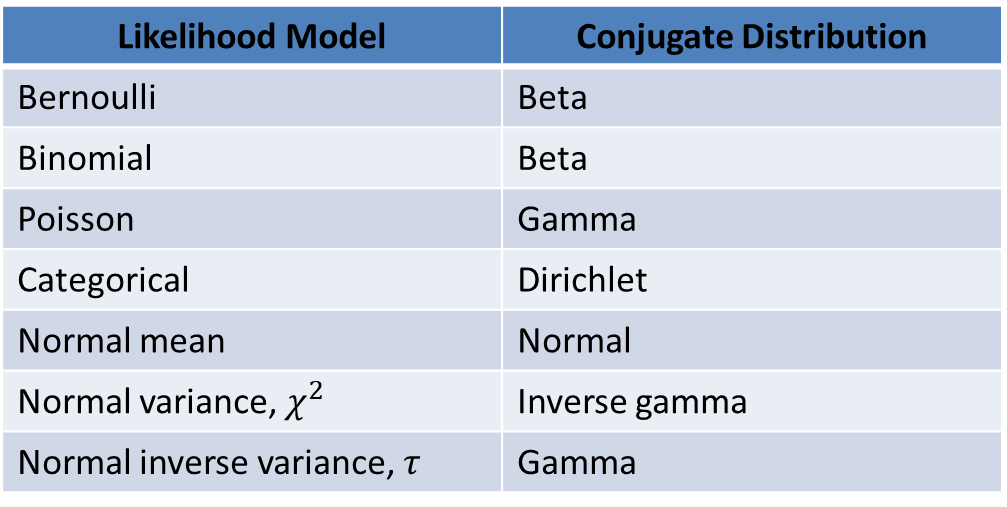 Likelihood Model Conjugate Distribution
Bernoulli Beta
Binomial Beta
Poisson Gamma
Categorical Dirichlet
Normal mean Normal
Normal variance, χ² Inverse gamma
Normal inverse variance, τ Gamma